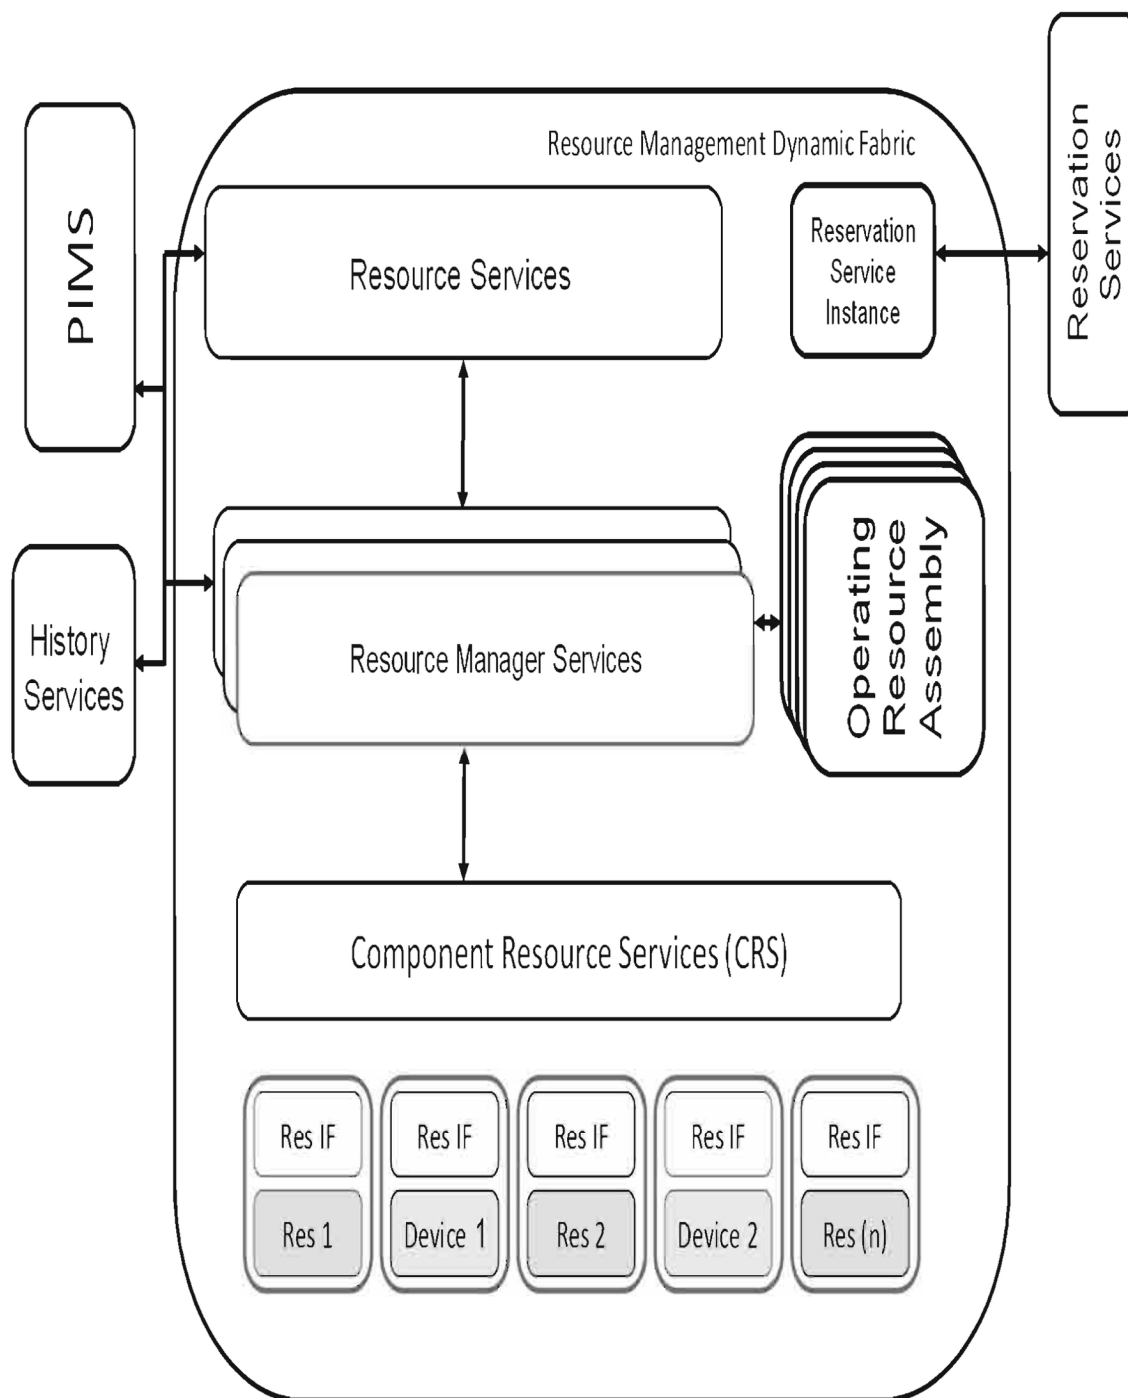 Resource Management Dynamic Fabric
PIMS
Resource Services
Reservation
Service
Instance
Reservation
Services
History
Services
Resource Manager Services
Operating
Resource
Assembly
Component Resource Services (CRS)
Res IF
Res IF
Res IF
Res IF
Res IF
Res 1
Device 1
Res 2
Device 2
Res (n)